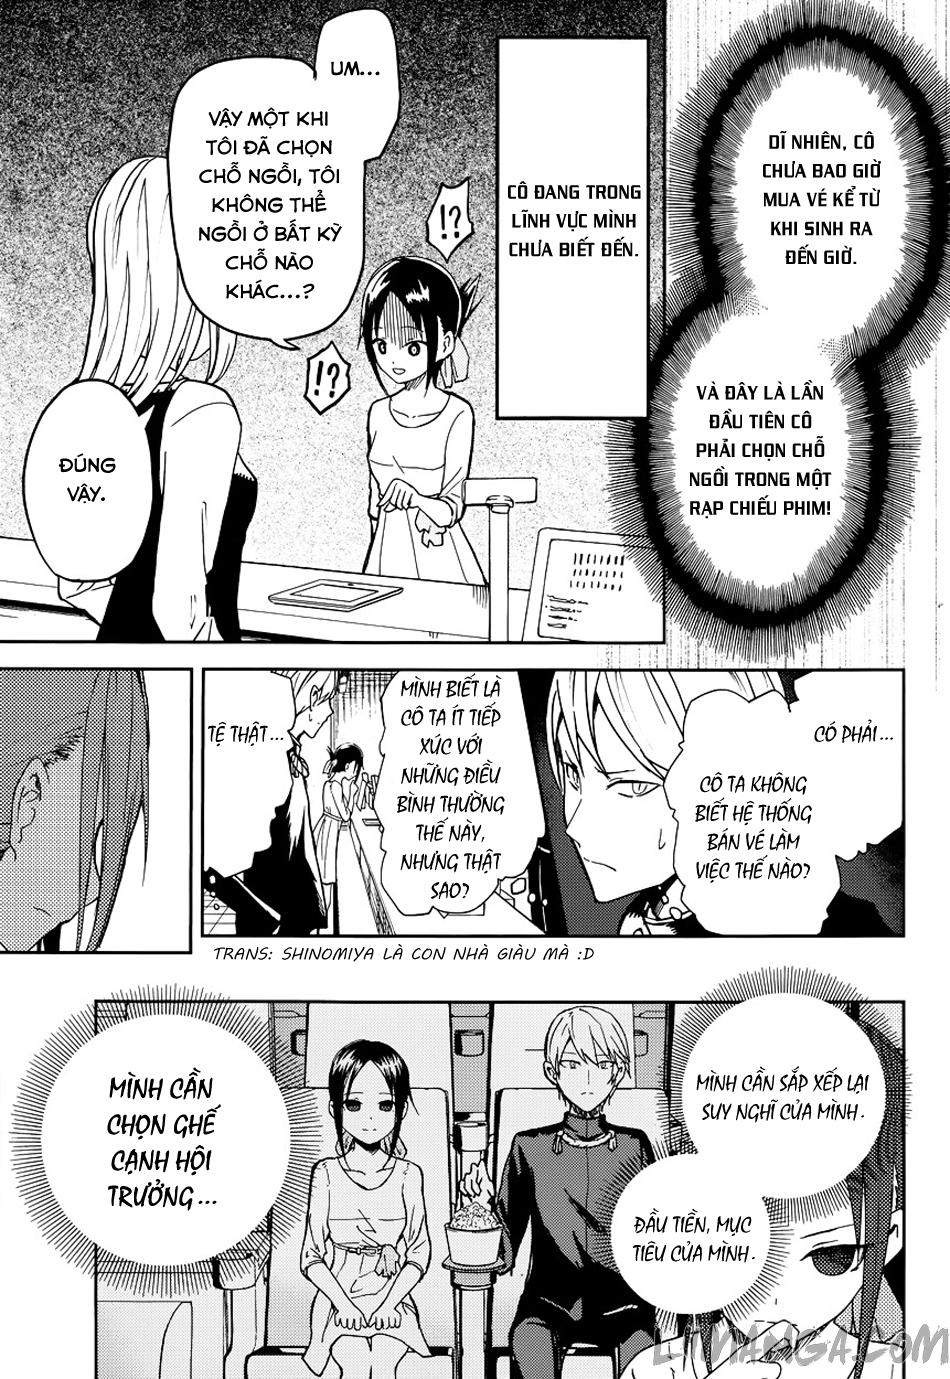 DĨ NHIÊN, CÔ
CHƯA BAO GIỜ
MUA VÉ KỂ TỪ
KHI SINH RA
ĐẾN GIỜ.
VÀ ĐÂY LÀ LẦN
ĐẦU TIÊN CÔ
PHẢI CHỌN CHỖ
NGỒI TRONG MỘT
RẠP CHIẾU PHIM!
CÔ ĐANG TRONG
LĨNH VỰC MÌNH
CHƯA BIẾT ĐẾN.
!?
!?
UM...
VẬY MỘT KHI
TÔI ĐÃ CHỌN
CHỖ NGỒI, TÔI
KHÔNG THỂ
NGỒI Ở BẤT KỲ
CHỖ NÀO
KHÁC...?
ĐÚNG
VẬY.
CÓ PHẢI...
CÔ TA KHÔNG
BIẾT HỆ THỐNG
BÁN VÉ LÀM
VIỆC THẾ NÀO?
MÌNH BIẾT LÀ
CÔ TA ÍT TIẾP
XÚC VỚI
NHỮNG ĐIỀU
BÌNH THƯỜNG
THẾ NÀY,
NHƯNG THẬT
SAO?
TỆ THẬT...
TRANS: SHINOMIYA LÀ CON NHÀ GIÀU MÀ :D
MÌNH CẦN SẮP XẾP LẠI
SUY NGHĨ CỦA MÌNH.
ĐẦU TIỀN, MỤC
TIÊU CỦA MÌNH.
MÌNH CẦN
CHỌN GHẾ
CẠNH HỘI
TRƯỞNG...
LHMANGA.COM